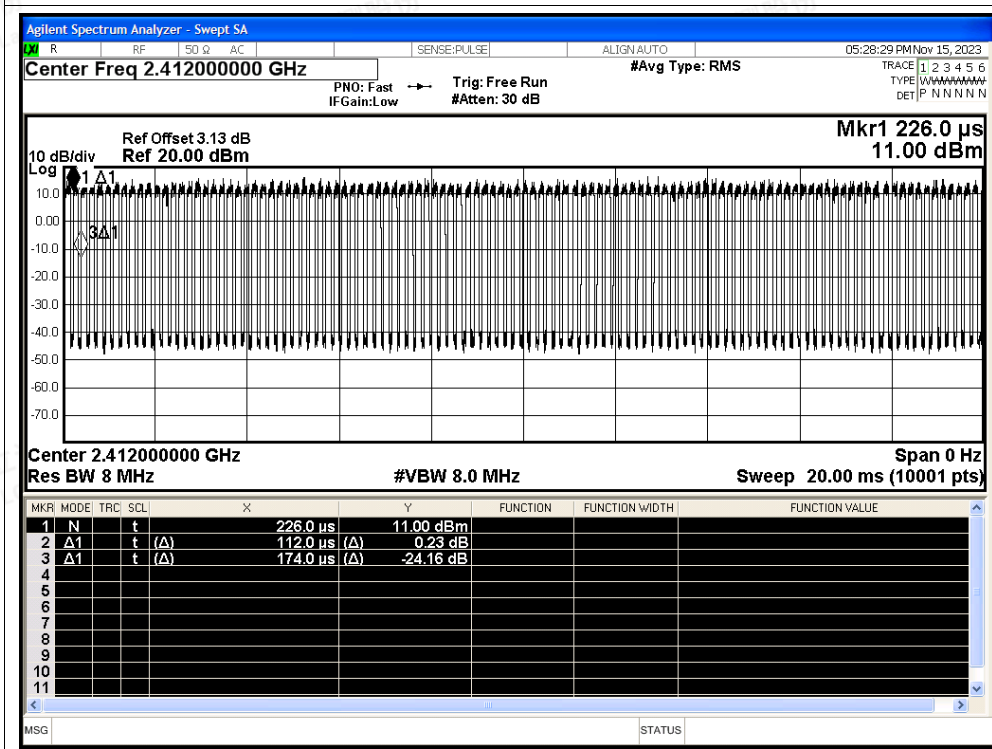 Agilent Spectrum Analyzer - Swept SA
LXI R RF 50 Ω AC SENSE:PULSE ALIGN AUTO 05:28:29 PM Nov 15, 2023
Center Freq 2.412000000 GHz
#Avg Type: RMS
TRACE 1 2 3 4 5 6
PNO: Fast Trig: Free Run
TYPE WWWWWW
IFGain:Low #Atten: 30 dB
DET P N N N N N
Mkr1 226.0 µs
Ref Offset 3.13 dB
10 dB/div Ref 20.00 dBm 11.00 dBm
Log
1 Δ1
10.0
0.00
3Δ1
-10.0
-20.0
-30.0
-40.0
-50.0
-60.0
-70.0
Center 2.412000000 GHz Span 0 Hz
Res BW 8 MHz #VBW 8.0 MHz Sweep 20.00 ms (10001 pts)
MKR MODE TRC SCL X Y FUNCTION FUNCTION WIDTH FUNCTION VALUE
1 N t 226.0 µs 11.00 dBm
2 Δ1 t (Δ) 112.0 µs (Δ) 0.23 dB
3 Δ1 t (Δ) 174.0 µs (Δ) -24.16 dB
4
5
6
7
8
9
10
11
MSG STATUS